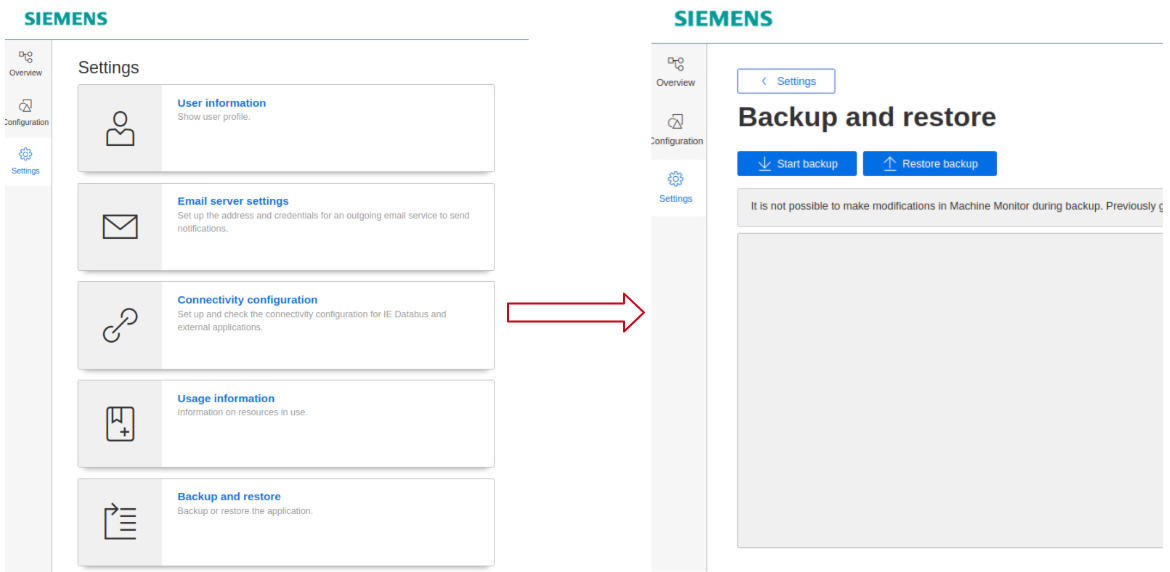 SIEMENS
Overview
Configuration
Settings
Settings
User information
Show user profile.
Email server settings
Set up the address and credentials for an outgoing email service to send
notifications.
Connectivity configuration
Set up and check the connectivity configuration for IE Databus and
external applications.
Usage information
Information on resources in use.
Backup and restore
Backup or restore the application.
SIEMENS
Overview
Configuration
Settings
Settings
Backup and restore
Start backup
Restore backup
It is not possible to make modifications in Machine Monitor during backup. Previously g